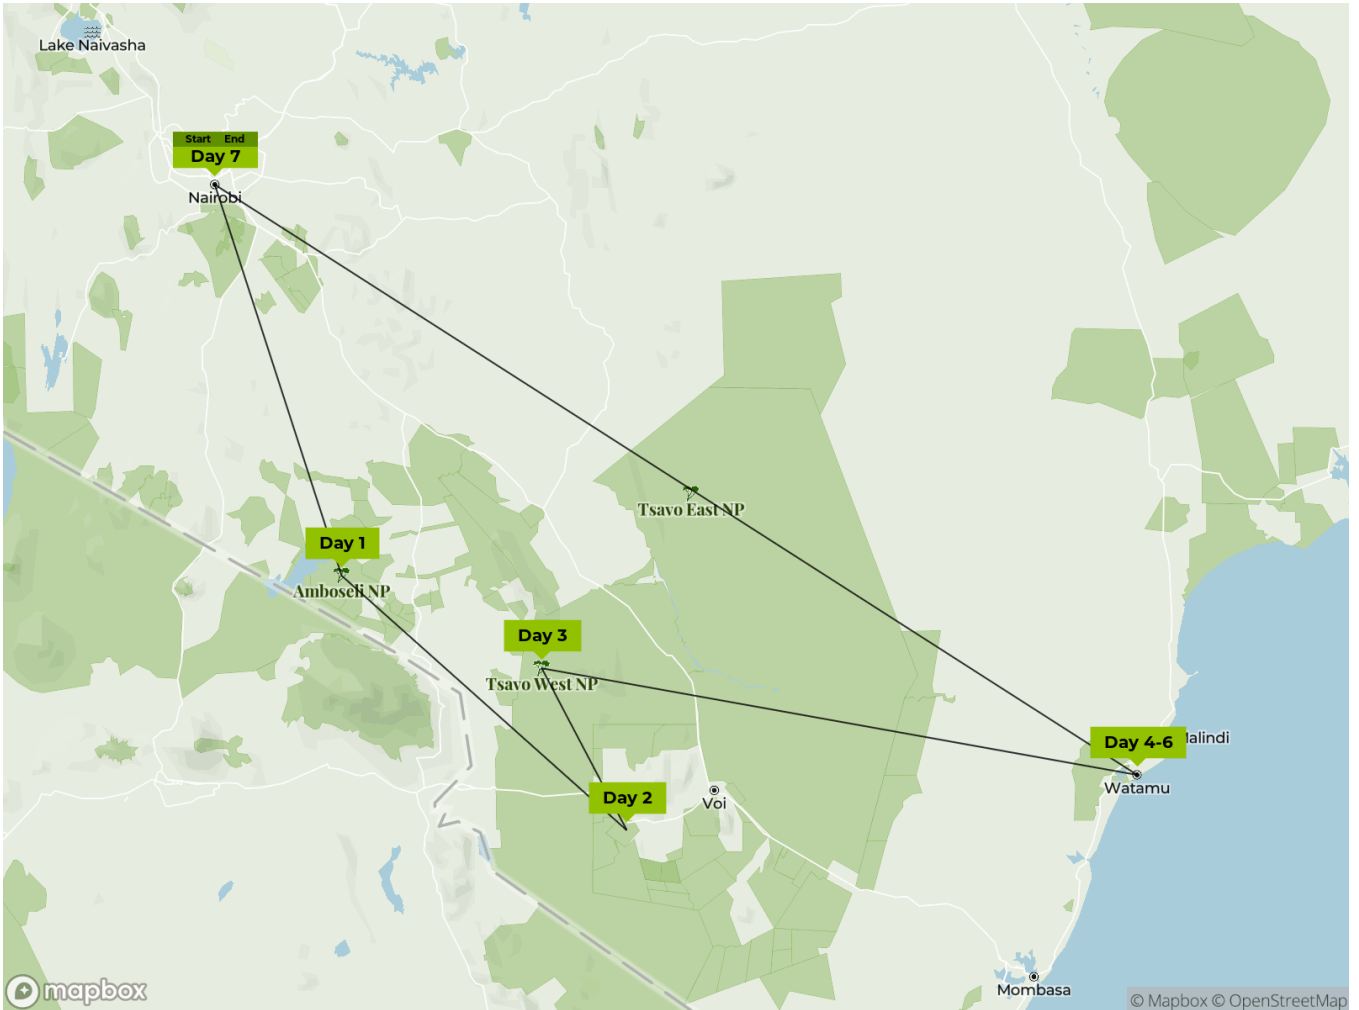 Lake Naivasha
Start End
Day 7
Nairobi
Tsavo East NP
Day 1
Amboseli NP
Day 3
Tsavo West NP
Day 4-6
alindi
Watamu
Day 2
Voi
Mombasa
mapbox
© Mapbox © OpenStreetMap